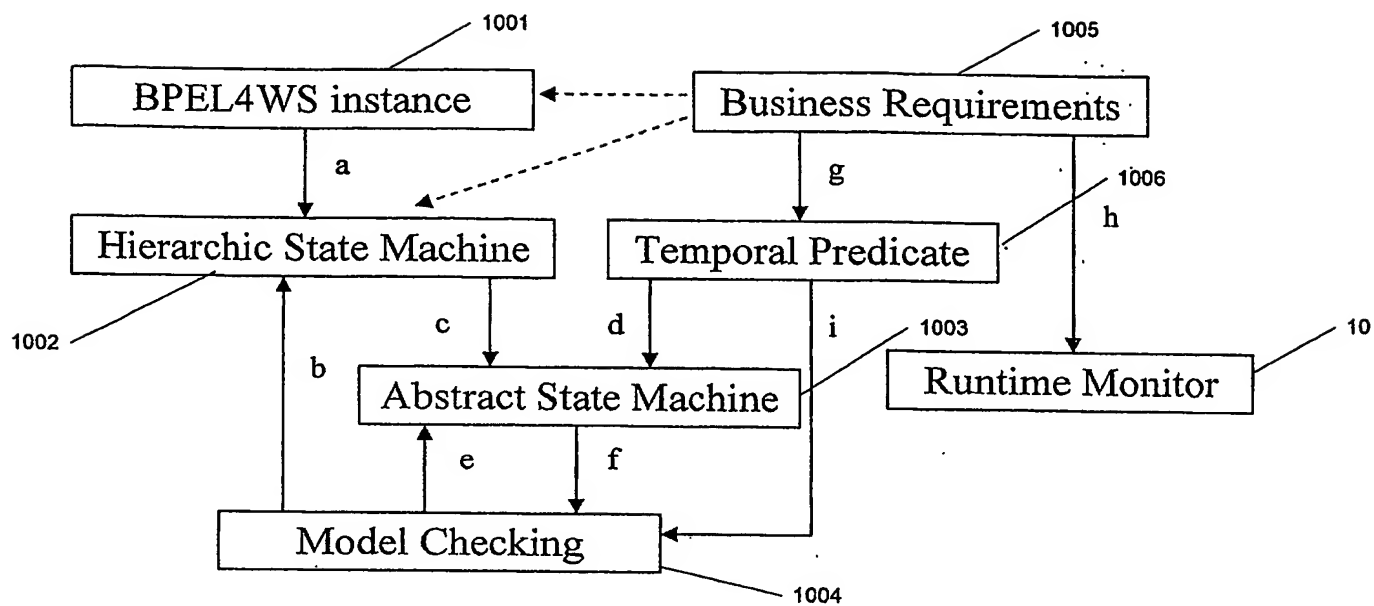 1001
1005
BPEL4WS instance
Business Requirements
a
g
1006
h
Hierarchic State Machine
Temporal Predicate
1002
c
d
i
1003
10
b
Abstract State Machine
Runtime Monitor
e
f
Model Checking
1004